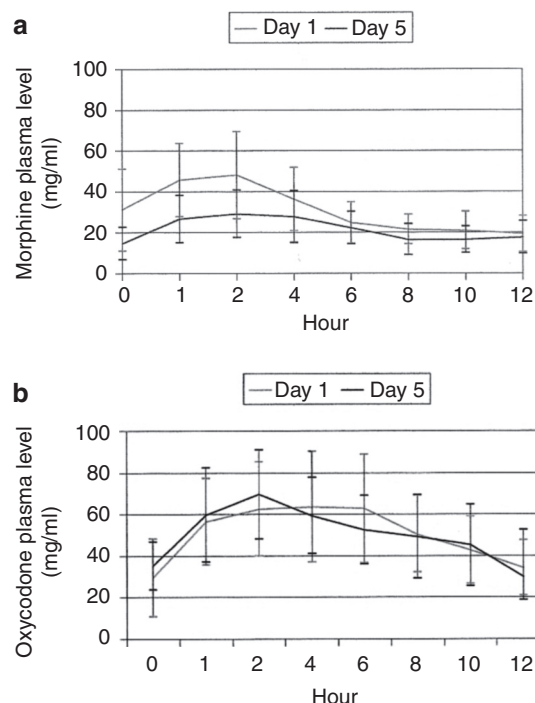 a
Day 1 Day 5
Morphine plasma level
(mg/ml)
100
80
60
40
20
0
0 1 2 4 6 8 10 12
Hour
b
Day 1 Day 5
Oxycodone plasma level
(mg/ml)
100
80
60
40
20
0
0 1 2 4 6 8 10 12
Hour